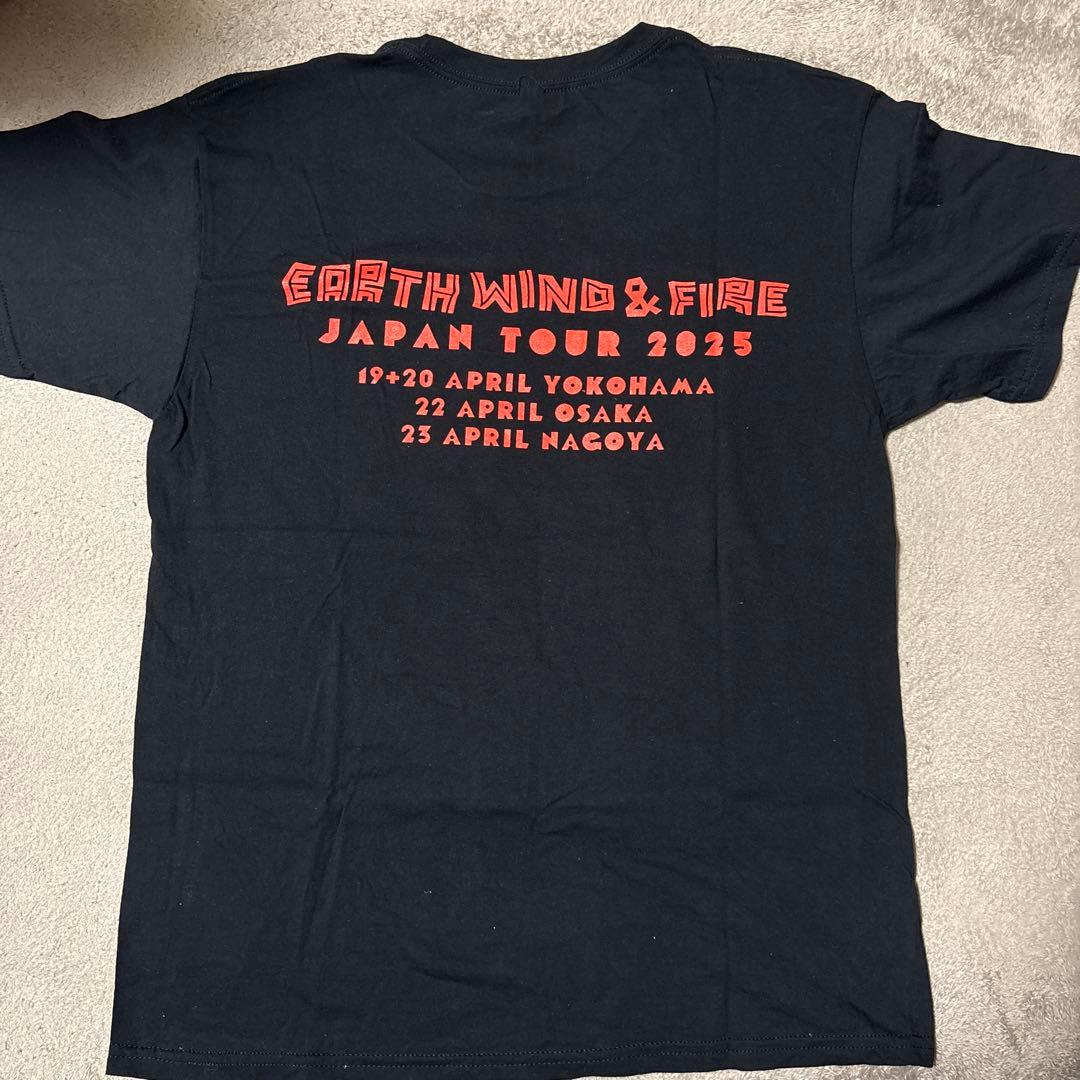 EARTH WIND & FIRE
JAPAN TOUR 2025
19+20 APRIL YOKOHAMA
22 APRIL OSAKA
23 APRIL NAGOYA